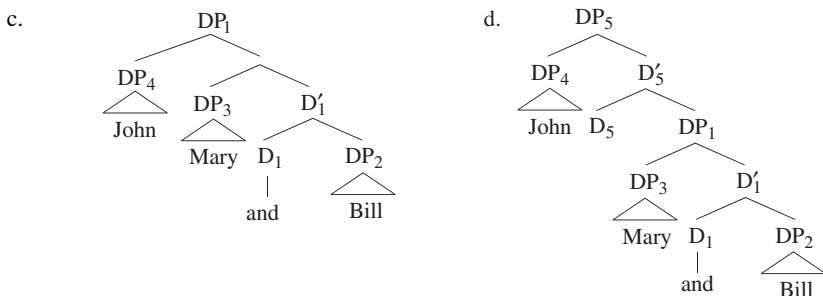 c. DP₁
DP₄
DP₃ D′₁
John
Mary D₁ DP₂
and Bill
d. DP₅
DP₄ D′₅
John D₅ DP₁
DP₃ D′₁
Mary D₁ DP₂
and Bill